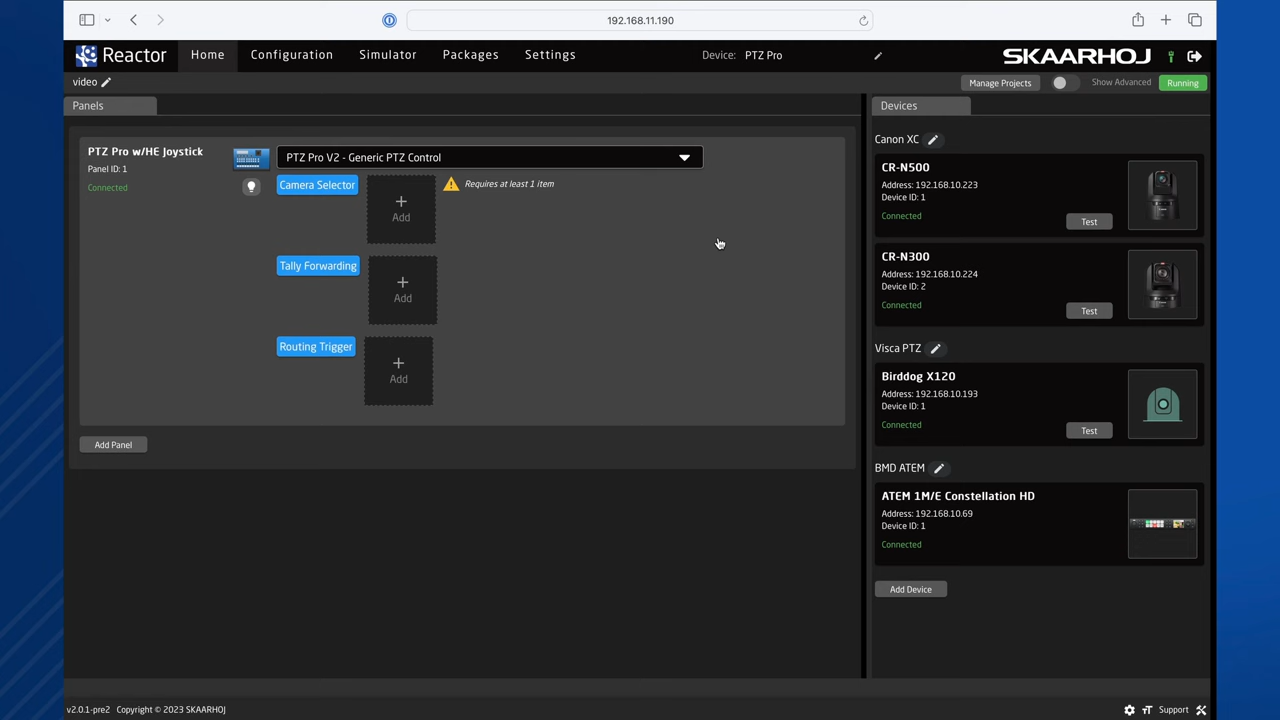 192.168.11.190
Reactor
Home
Configuration
Simulator
Packages
Settings
Device: PTZ Pro
SKAARHOJ
video
Manage Projects
Show Advanced
Running
Panels
PTZ Pro w/HE Joystick
Panel ID: 1
Connected
PTZ Pro V2 - Generic PTZ Control
Camera Selector
Add
Requires at least 1 item
Tally Forwarding
Add
Routing Trigger
Add
Add Panel
Devices
Canon XC
CR-N500
Address: 192.168.10.223
Device ID: 1
Connected
Test
CR-N300
Address: 192.168.10.224
Device ID: 2
Connected
Test
Visca PTZ
Birddog X120
Address: 192.168.10.193
Device ID: 1
Connected
Test
BMD ATEM
ATEM 1M/E Constellation HD
Address: 192.168.10.69
Device ID: 1
Connected
Add Device
v2.0.1-pre2 Copyright © 2023 SKAARHOJ
Support